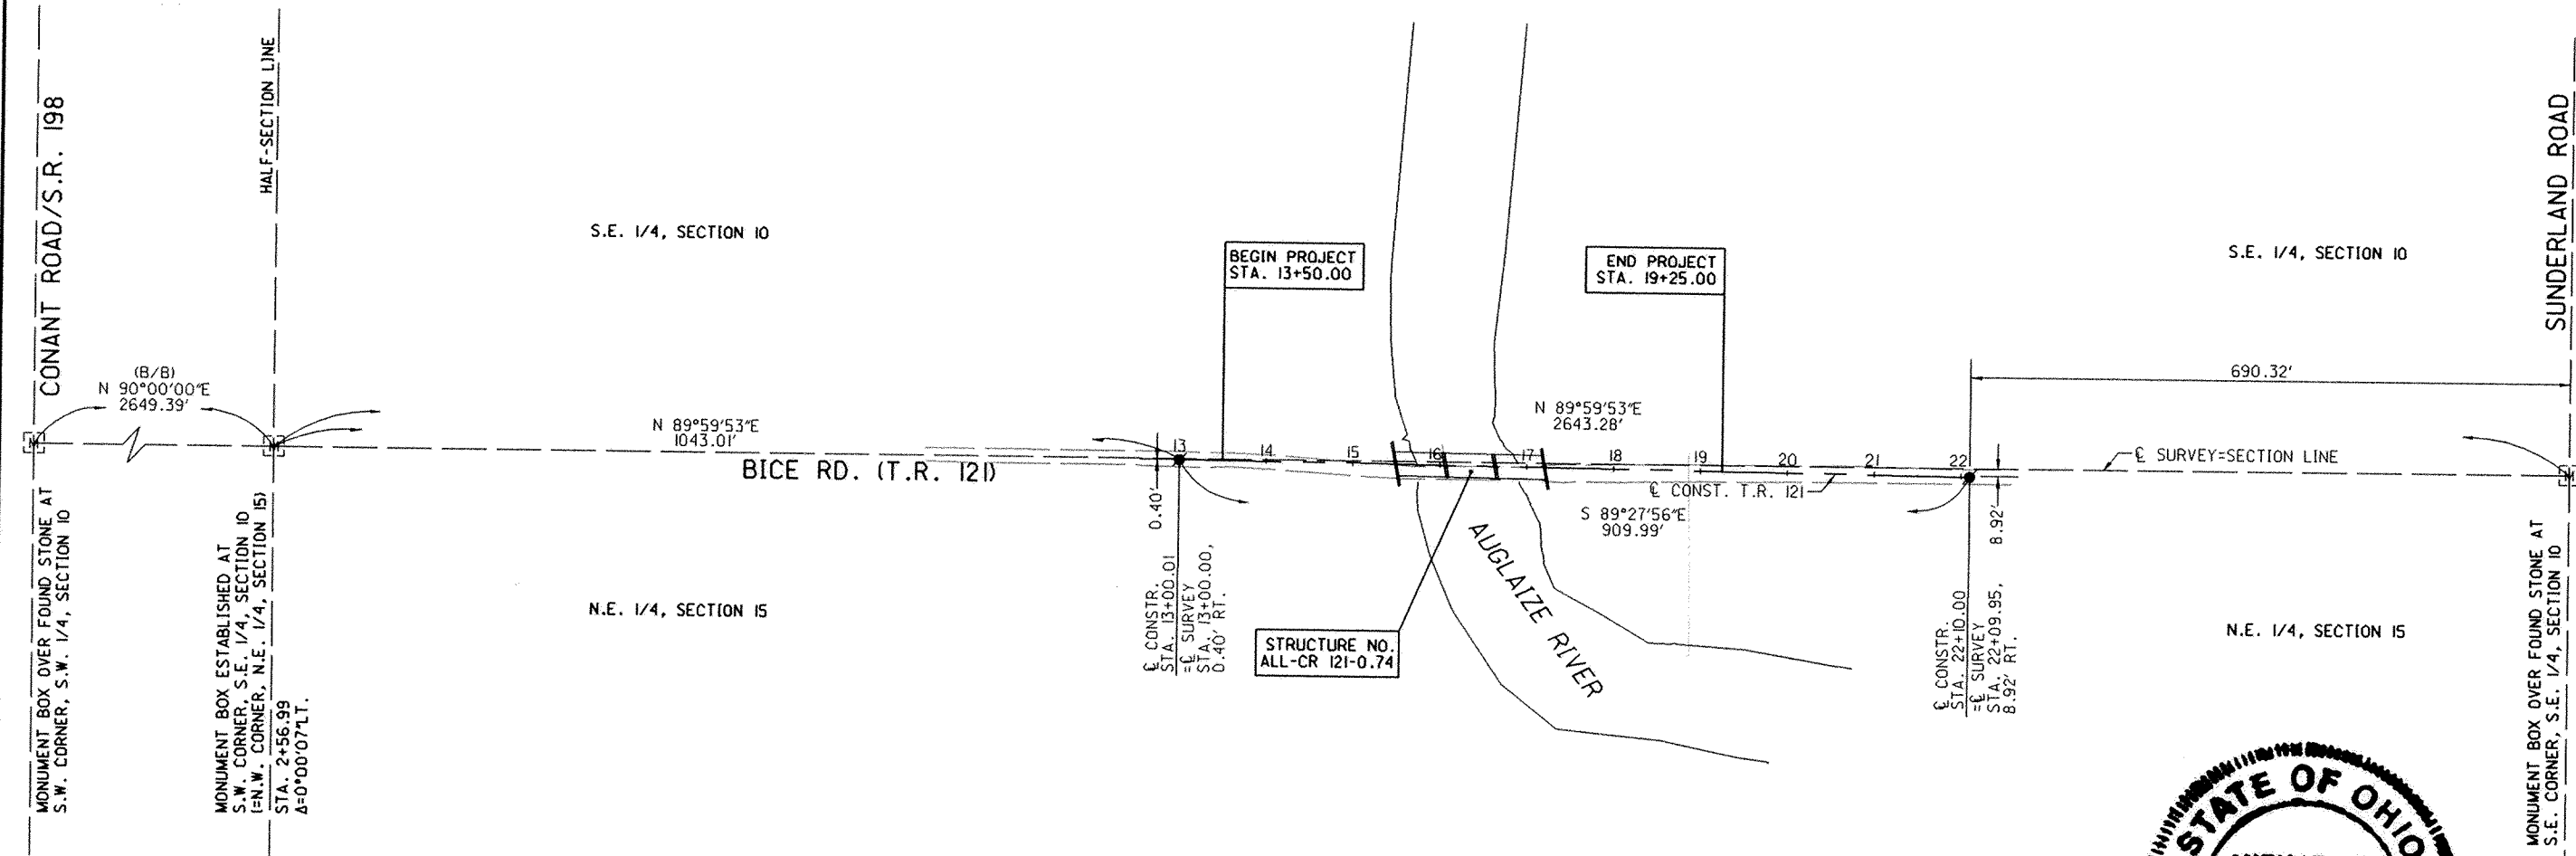 CONANT ROAD/S.R. 198
HALF-SECTION LINE
S.E. 1/4, SECTION 10
BEGIN PROJECT
STA. 13+50.00
END PROJECT
STA. 19+25.00
S.E. 1/4, SECTION 10
SUNDERLAND ROAD
(B/B)
N 90°00'00"E
2649.39'
N 89°59'53"E
1043.01'
N 89°59'53"E
2643.28'
690.32'
13
14
15
16
17
18
19
20
21
22
℄ SURVEY=SECTION LINE
BICE RD. (T.R. 121)
℄ CONST. T.R. 121
S 89°27'56"E
909.99'
0.40'
8.92'
MONUMENT BOX OVER FOUND STONE AT
S.W. CORNER, S.W. 1/4, SECTION 10
MONUMENT BOX ESTABLISHED AT
S.W. CORNER, S.E. 1/4, SECTION 10
(=N.W. CORNER, N.E. 1/4, SECTION 15)
STA. 2+56.99
Δ=0°00'07"LT.
N.E. 1/4, SECTION 15
℄ CONSTR.
STA. 13+00.01
=℄ SURVEY
STA. 13+00.00,
0.40' RT.
STRUCTURE NO.
ALL-CR 121-0.74
AUGLAIZE RIVER
℄ CONSTR.
STA. 22+10.00
=℄ SURVEY
STA. 22+09.95,
8.92' RT.
N.E. 1/4, SECTION 15
MONUMENT BOX OVER FOUND STONE AT
S.E. CORNER, S.E. 1/4, SECTION 10
STATE OF OHIO